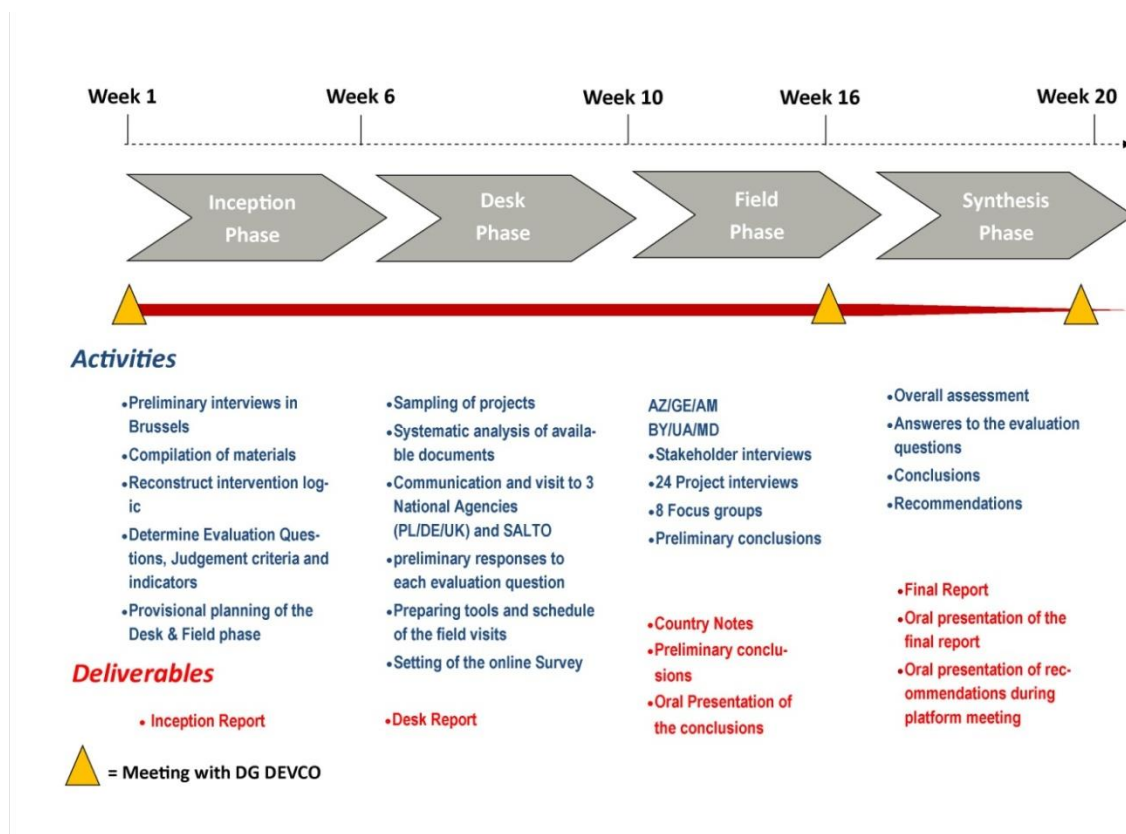 Week 1
Week 6
Week 10
Week 16
Week 20
Inception
Phase
Desk
Phase
Field
Phase
Synthesis
Phase
Activities
•Preliminary interviews in
Brussels
•Compilation of materials
•Reconstruct intervention log-
ic
•Determine Evaluation Ques-
tions, Judgement criteria and
indicators
•Provisional planning of the
Desk & Field phase
•Sampling of projects
•Systematic analysis of availa-
ble documents
•Communication and visit to 3
National Agencies
(PL/DE/UK) and SALTO
•preliminary responses to
each evaluation question
•Preparing tools and schedule
of the field visits
•Setting of the online Survey
AZ/GE/AM
BY/UA/MD
•Stakeholder interviews
•24 Project interviews
•8 Focus groups
•Preliminary conclusions
•Overall assessment
•Answeres to the evaluation
questions
•Conclusions
•Recommendations
Deliverables
• Inception Report
•Desk Report
•Country Notes
•Preliminary conclu-
sions
•Oral Presentation of
the conclusions
•Final Report
•Oral presentation of the
final report
•Oral presentation of rec-
ommendations during
platform meeting
= Meeting with DG DEVCO